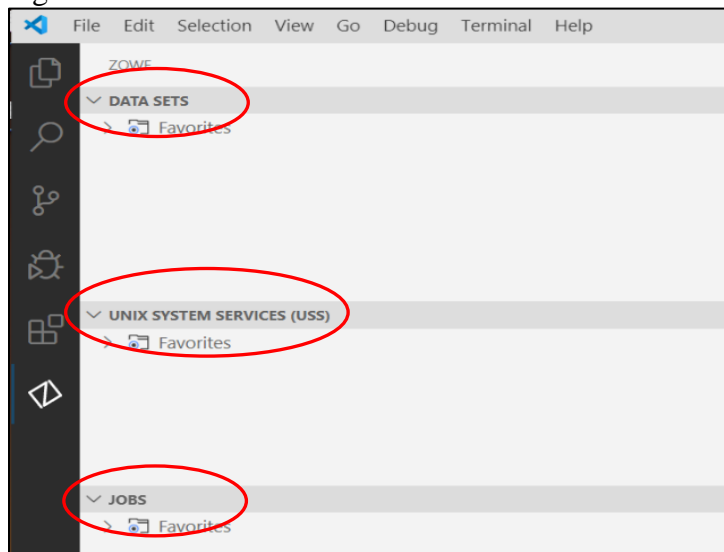 File Edit Selection View Go Debug Terminal Help
ZOWE
DATA SETS
Favorites
UNIX SYSTEM SERVICES (USS)
Favorites
JOBS
Favorites